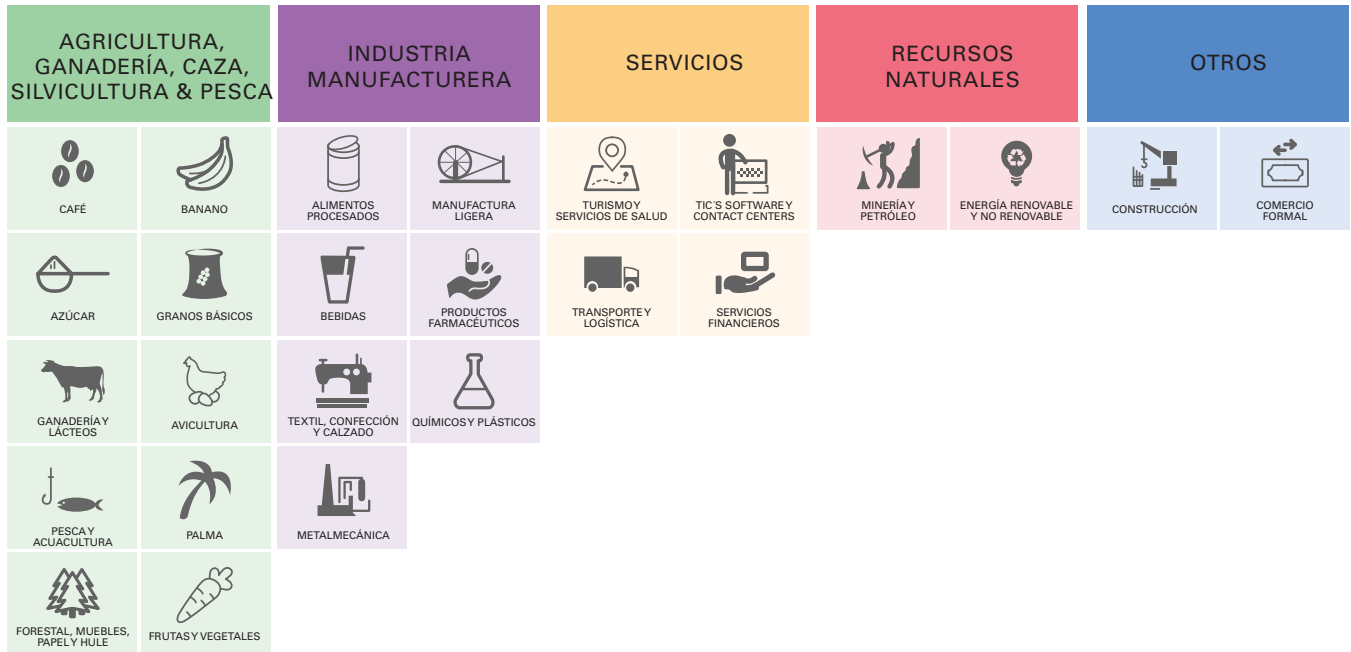 AGRICULTURA,
GANADERÍA, CAZA,
SILVICULTURA & PESCA
INDUSTRIA
MANUFACTURERA
SERVICIOS
RECURSOS
NATURALES
OTROS
CAFÉ
BANANO
ALIMENTOS
PROCESADOS
MANUFACTURA
LIGERA
TURISMO Y
SERVICIOS DE SALUD
TIC´S SOFTWARE Y
CONTACT CENTERS
MINERÍA Y
PETRÓLEO
ENERGÍA RENOVABLE
Y NO RENOVABLE
CONSTRUCCIÓN
COMERCIO
FORMAL
AZÚCAR
GRANOS BÁSICOS
BEBIDAS
PRODUCTOS
FARMACÉUTICOS
TRANSPORTE Y
LOGÍSTICA
SERVICIOS
FINANCIEROS
GANADERÍA Y
LÁCTEOS
AVICULTURA
TEXTIL, CONFECCIÓN
Y CALZADO
QUÍMICOS Y PLÁSTICOS
PESCA Y
ACUACULTURA
PALMA
METALMECÁNICA
FORESTAL, MUEBLES,
PAPEL Y HULE
FRUTAS Y VEGETALES